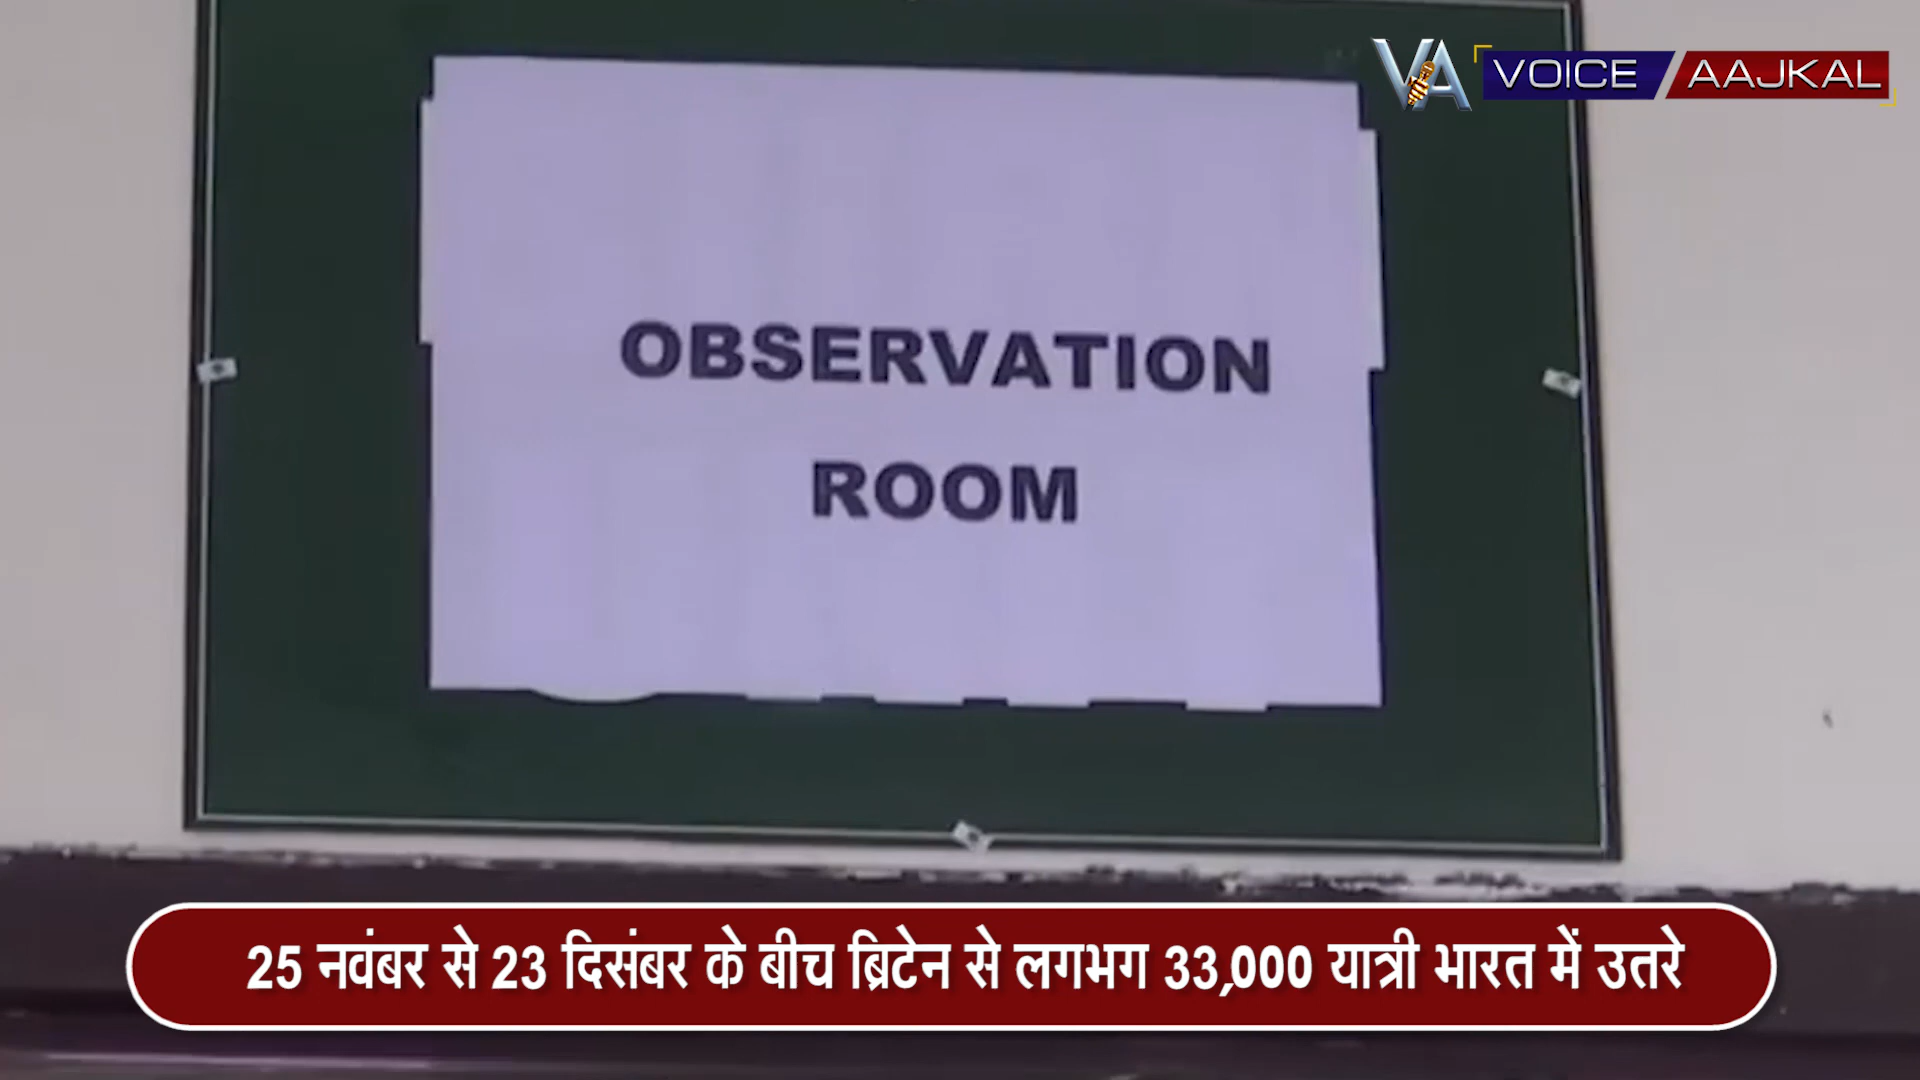 VA VOICE AAJKAL
OBSERVATION
ROOM
25 नवंबर से 23 दिसंबर के बीच ब्रिटेन से लगभग 33,000 यात्री भारत में उतरे